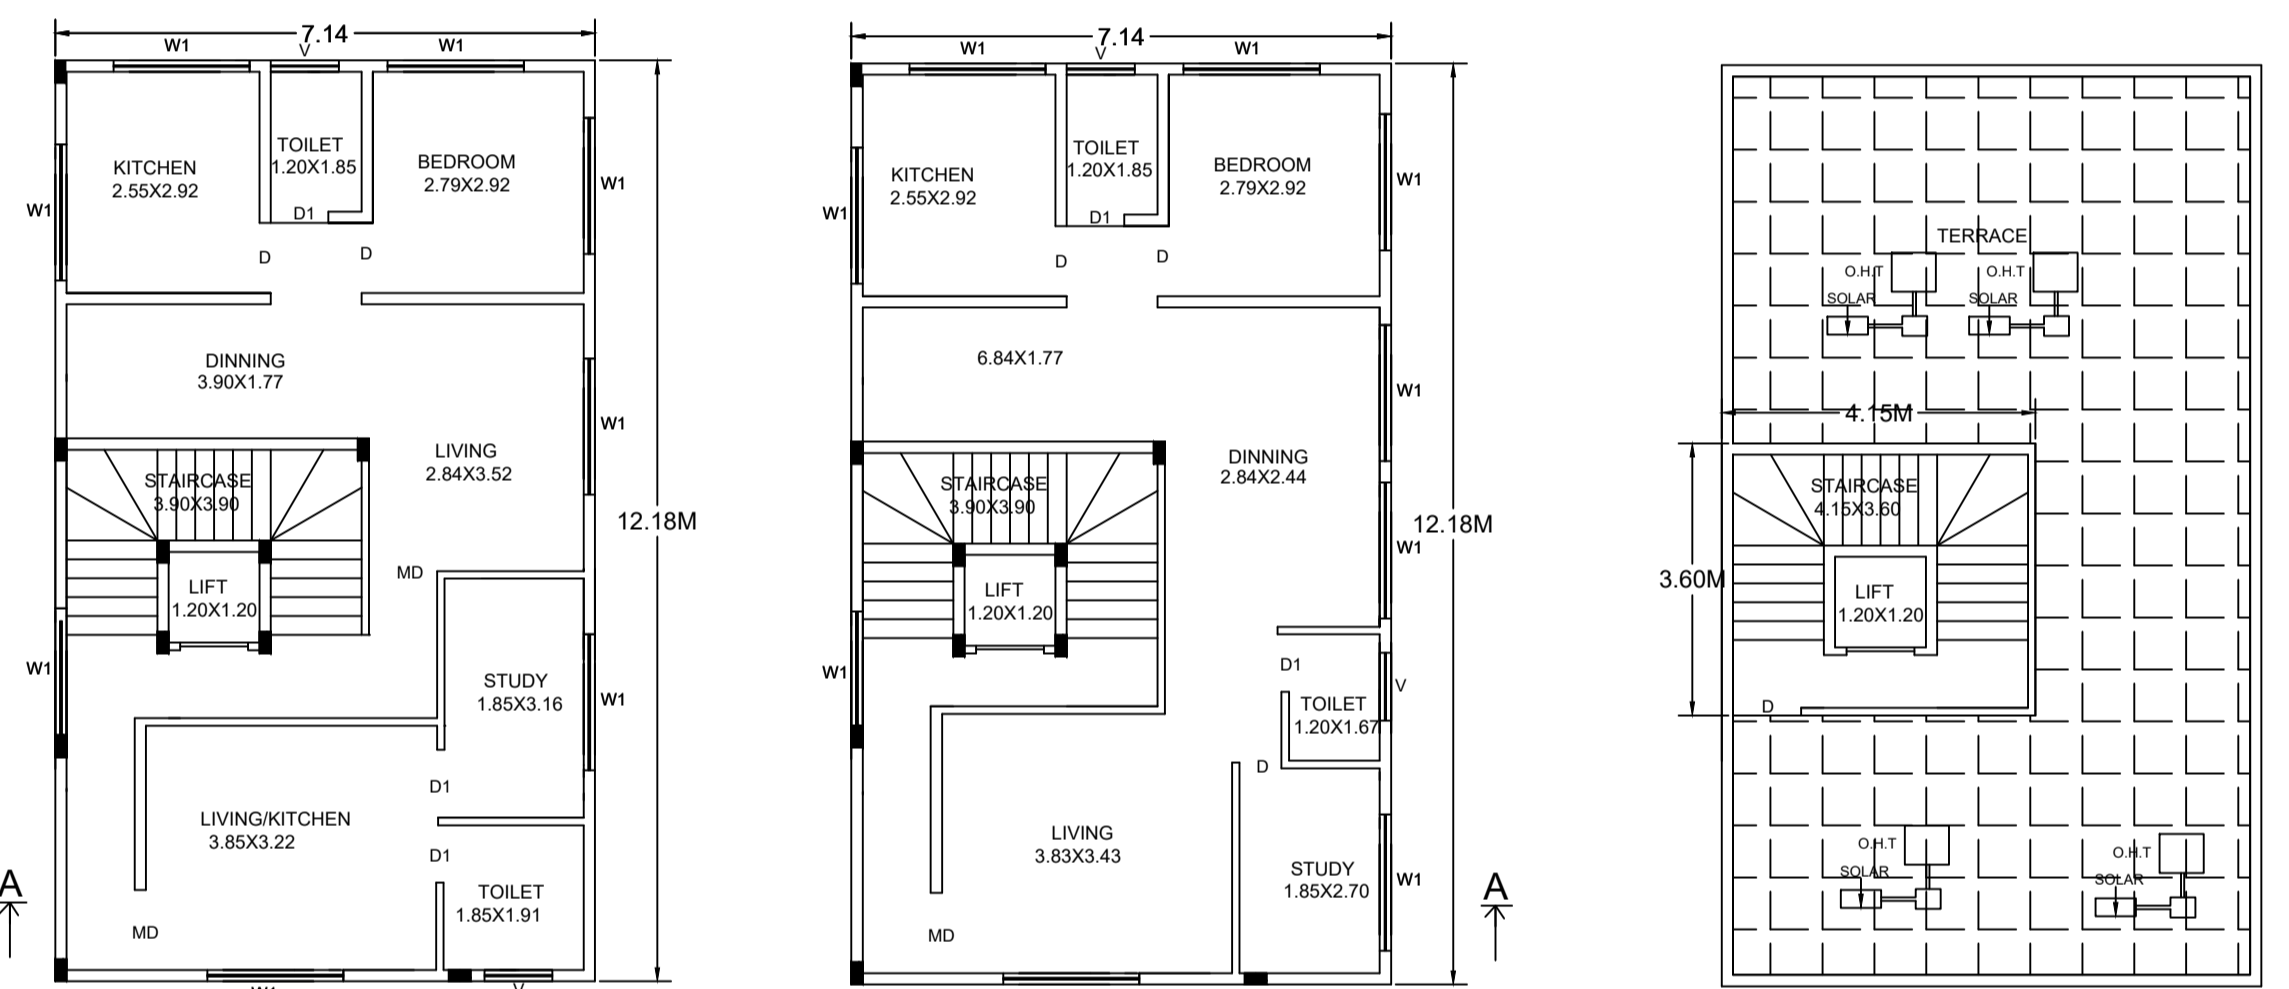 7.14
W1
V
W1
KITCHEN
2.55X2.92
TOILET
1.20X1.85
D1
BEDROOM
2.79X2.92
W1
W1
D
D
DINNING
3.90X1.77
LIVING
2.84X3.52
W1
STAIRCASE
3.90X3.90
12.18M
LIFT
1.20X1.20
MD
W1
STUDY
1.85X3.16
W1
D1
LIVING/KITCHEN
3.85X3.22
D1
TOILET
1.85X1.91
A
MD
W1
V
7.14
W1
V
W1
KITCHEN
2.55X2.92
TOILET
1.20X1.85
D1
BEDROOM
2.79X2.92
W1
W1
D
D
6.84X1.77
W1
DINNING
2.84X2.44
STAIRCASE
3.90X3.90
12.18M
W1
LIFT
1.20X1.20
W1
D1
V
TOILET
1.20X1.67
D
LIVING
3.83X3.43
STUDY
1.85X2.70
W1
A
MD
TERRACE
O.H.T
O.H.T
SOLAR
SOLAR
4.15M
STAIRCASE
4.15X3.60
3.60M
LIFT
1.20X1.20
D
O.H.T
O.H.T
SOLAR
SOLAR